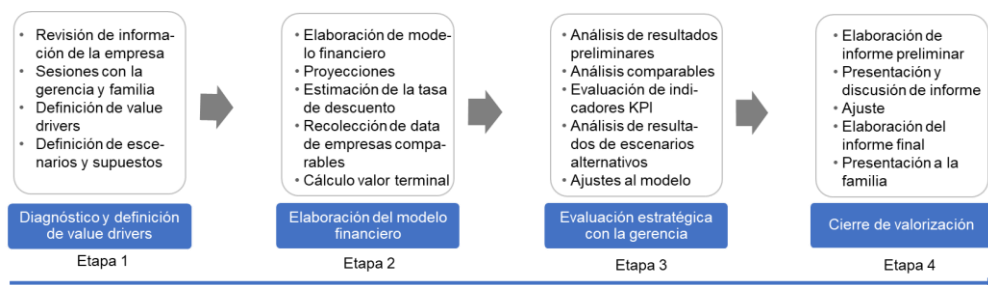 • Revisión de informa-
ción de la empresa
• Sesiones con la
gerencia y familia
• Definición de value
drivers
• Definición de esce-
narios y supuestos
Diagnóstico y definición
de value drivers
Etapa 1
• Elaboración de mode-
lo financiero
• Proyecciones
• Estimación de la tasa
de descuento
• Recolección de data
de empresas compa-
rables
• Cálculo valor terminal
Elaboración del modelo
financiero
Etapa 2
• Análisis de resultados
preliminares
• Análisis comparables
• Evaluación de indi-
cadores KPI
• Análisis de resulta-
dos de escenarios
alternativos
• Ajustes al modelo
Evaluación estratégica
con la gerencia
Etapa 3
• Elaboración de
informe preliminar
• Presentación y
discusión de informe
• Ajuste
• Elaboración del
informe final
• Presentación a la
familia
Cierre de valorización
Etapa 4